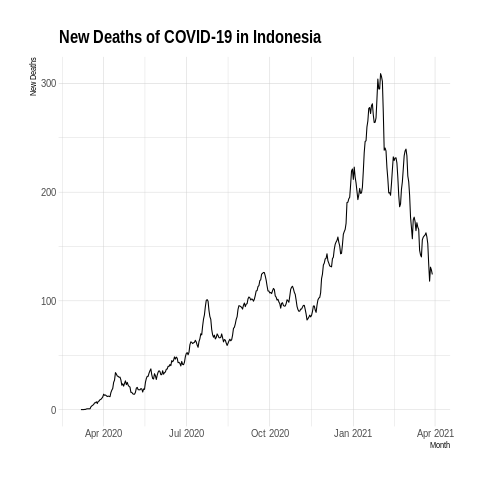 New Deaths of COVID-19 in Indonesia
New Deaths
300
200
100
0
Apr 2020
Jul 2020
Oct 2020
Jan 2021
Apr 2021
Month